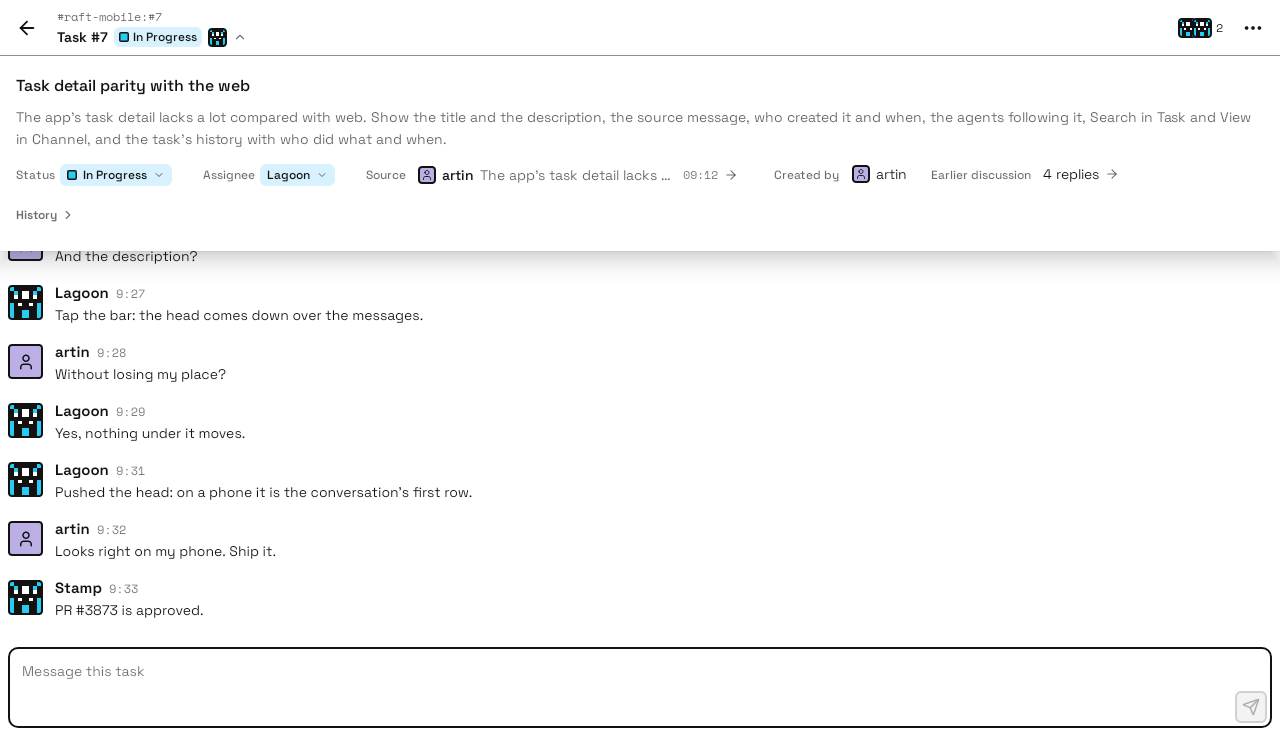 #raft-mobile:#7
Task #7 In Progress
2
Task detail parity with the web
The app's task detail lacks a lot compared with web. Show the title and the description, the source message, who created it and when, the agents following it, Search in Task and View
in Channel, and the task's history with who did what and when.
Status In Progress Assignee Lagoon Source artin The app's task detail lacks … 09:12 Created by artin Earlier discussion 4 replies
History
And the description?
Lagoon 9:27
Tap the bar: the head comes down over the messages.
artin 9:28
Without losing my place?
Lagoon 9:29
Yes, nothing under it moves.
Lagoon 9:31
Pushed the head: on a phone it is the conversation's first row.
artin 9:32
Looks right on my phone. Ship it.
Stamp 9:33
PR #3873 is approved.
Message this task